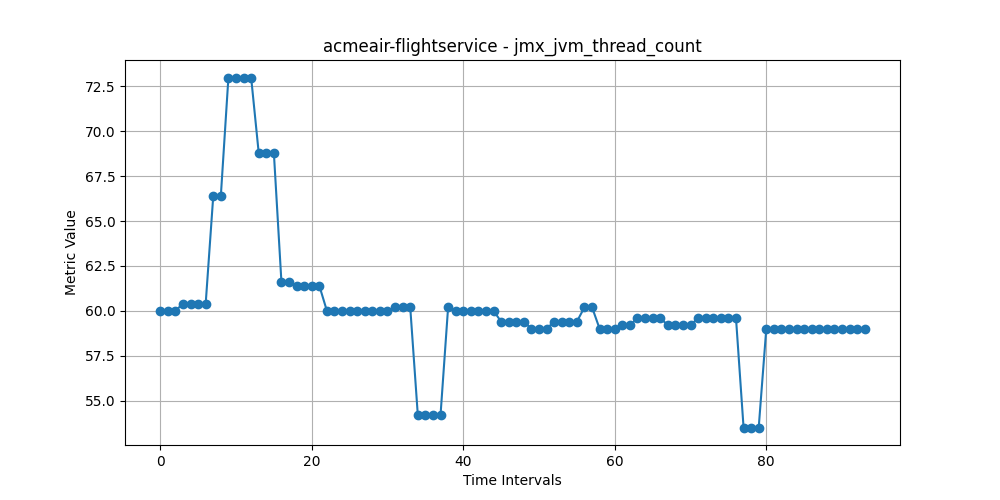 acmeair-flightservice - jmx_jvm_thread_count
Metric Value
72.5
70.0
67.5
65.0
62.5
60.0
57.5
55.0
0 20 40 60 80
Time Intervals